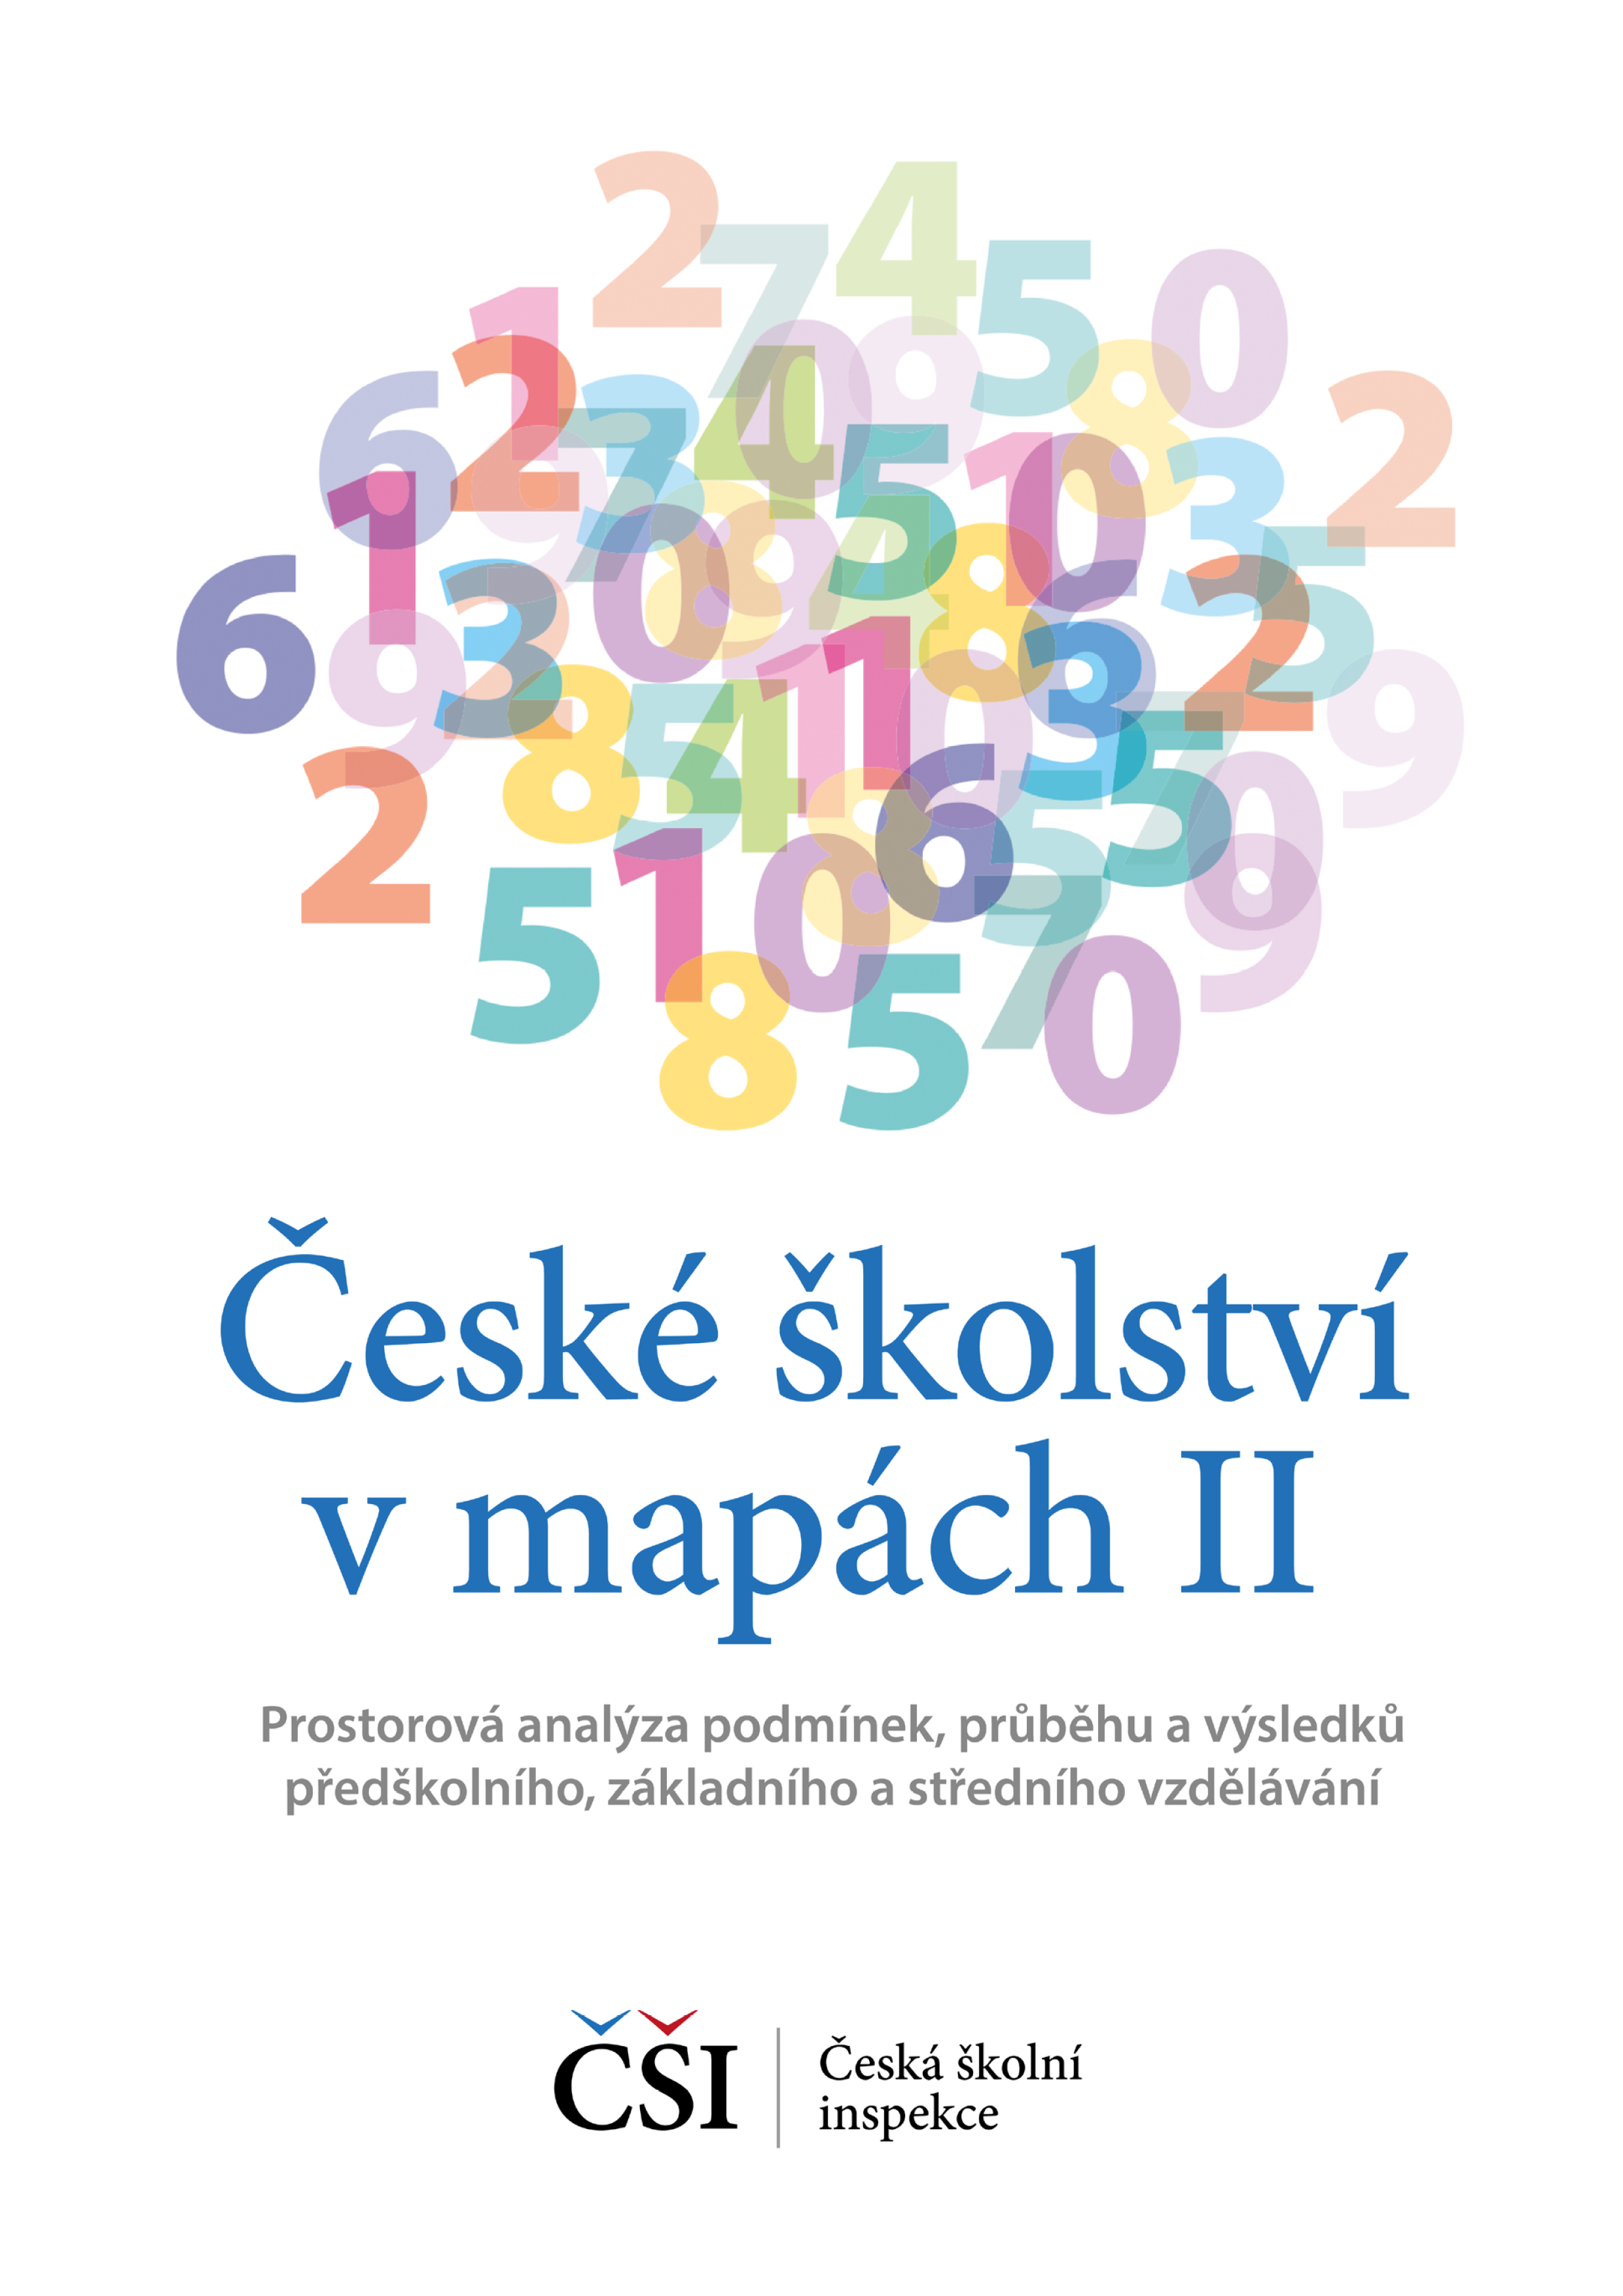 České školství
v mapách II
Prostorová analýza podmínek, průběhu a výsledků
předškolního, základního a středního vzdělávání
ČŠI
Česká školní
inspekce